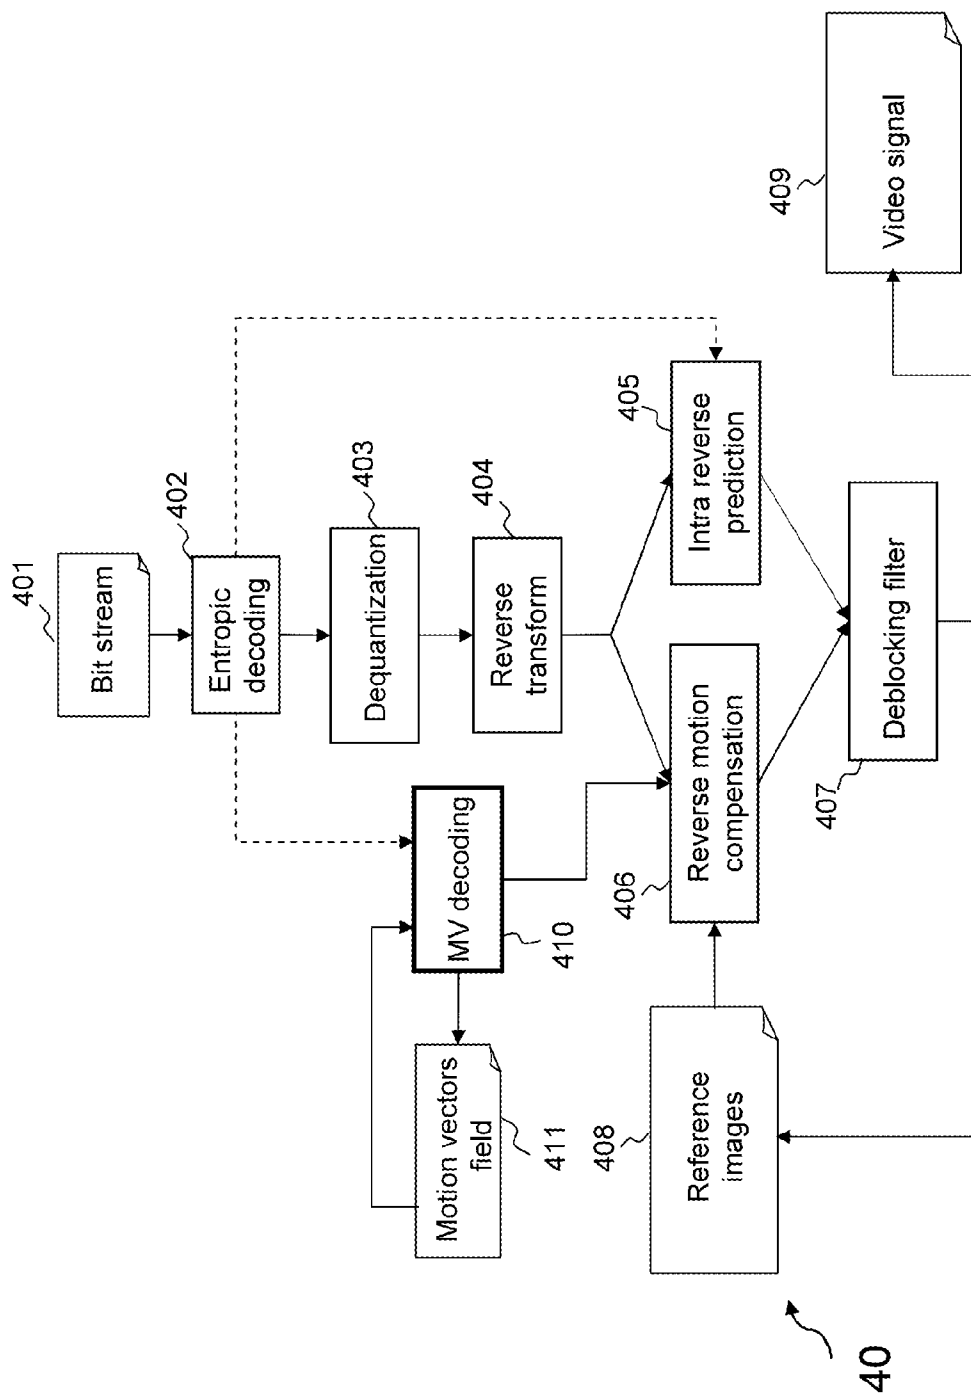 401
Bit stream
402
Entropic
decoding
403
Dequantization
404
Reverse
transform
405
Intra reverse
prediction
MV decoding
410
Motion vectors
field
411
406
Reverse motion
compensation
408
Reference
images
407
Deblocking filter
409
Video signal
40